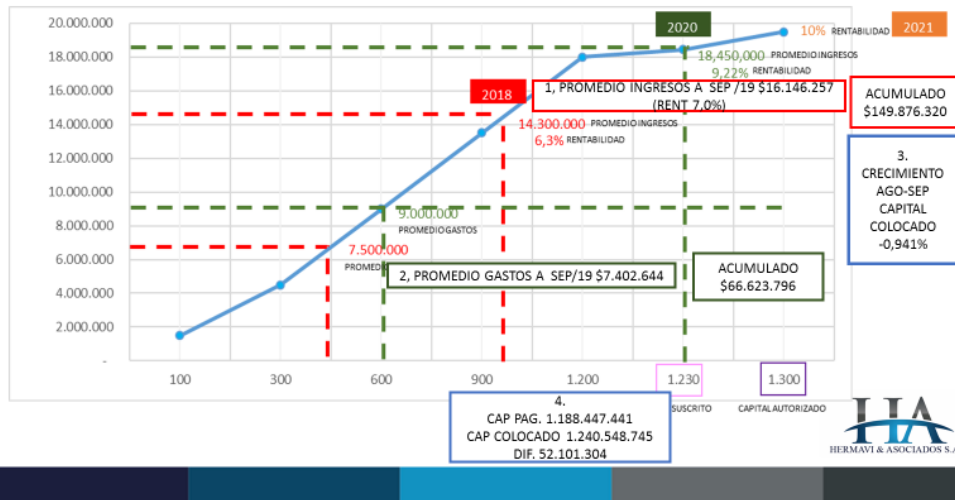 20.000.000
18.000.000
16.000.000
14.000.000
12.000.000
10.000.000
8.000.000
6.000.000
4.000.000
2.000.000
-
100
300
600
900
1.200
1.230
1.300
SUSCRITO
CAPITAL AUTORIZADO
2018
2020
2021
10% RENTABILIDAD
18,450,000 PROMEDIO INGRESOS
9,22% RENTABILIDAD
1, PROMEDIO INGRESOS A SEP /19 $16.146.257
(RENT 7.0%)
ACUMULADO
$149.876.320
14.300.000 PROMEDIO INGRESOS
6,3% RENTABILIDAD
3.
CRECIMIENTO
AGO-SEP
CAPITAL
COLOCADO
-0,941%
9.000.000
PROMEDIO GASTOS
7.500.000
2, PROMEDIO GASTOS A SEP/19 $7.402.644
ACUMULADO
$66.623.796
4.
CAP PAG. 1.188.447.441
CAP COLOCADO 1.240.548.745
DIF. 52.101.304
HA
HERMAVI & ASOCIADOS S.A